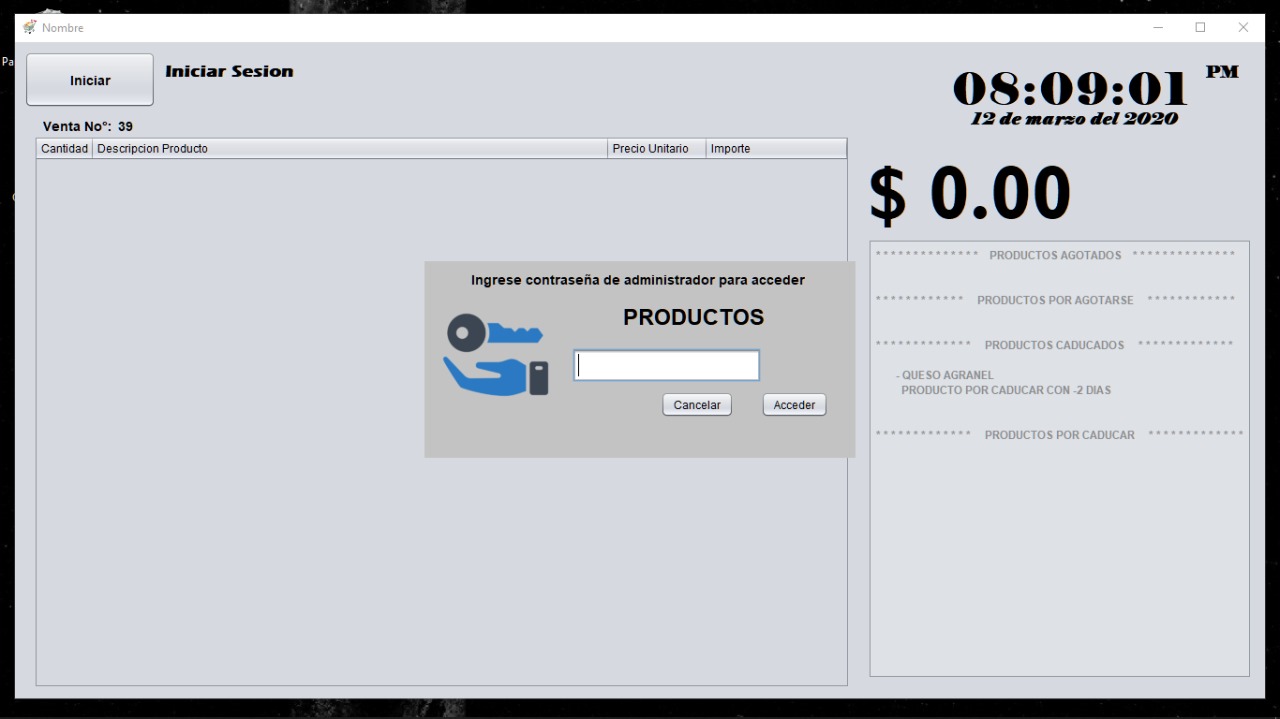 Nombre
Pa
Iniciar
Iniciar Sesion
08:09:01 PM
12 de marzo del 2020
Venta No°: 39
Cantidad Descripcion Producto Precio Unitario Importe
$ 0.00
Ingrese contraseña de administrador para acceder
PRODUCTOS
Cancelar Acceder
************** PRODUCTOS AGOTADOS **************
************ PRODUCTOS POR AGOTARSE ************
************* PRODUCTOS CADUCADOS *************
- QUESO AGRANEL
PRODUCTO POR CADUCAR CON -2 DIAS
************* PRODUCTOS POR CADUCAR *************